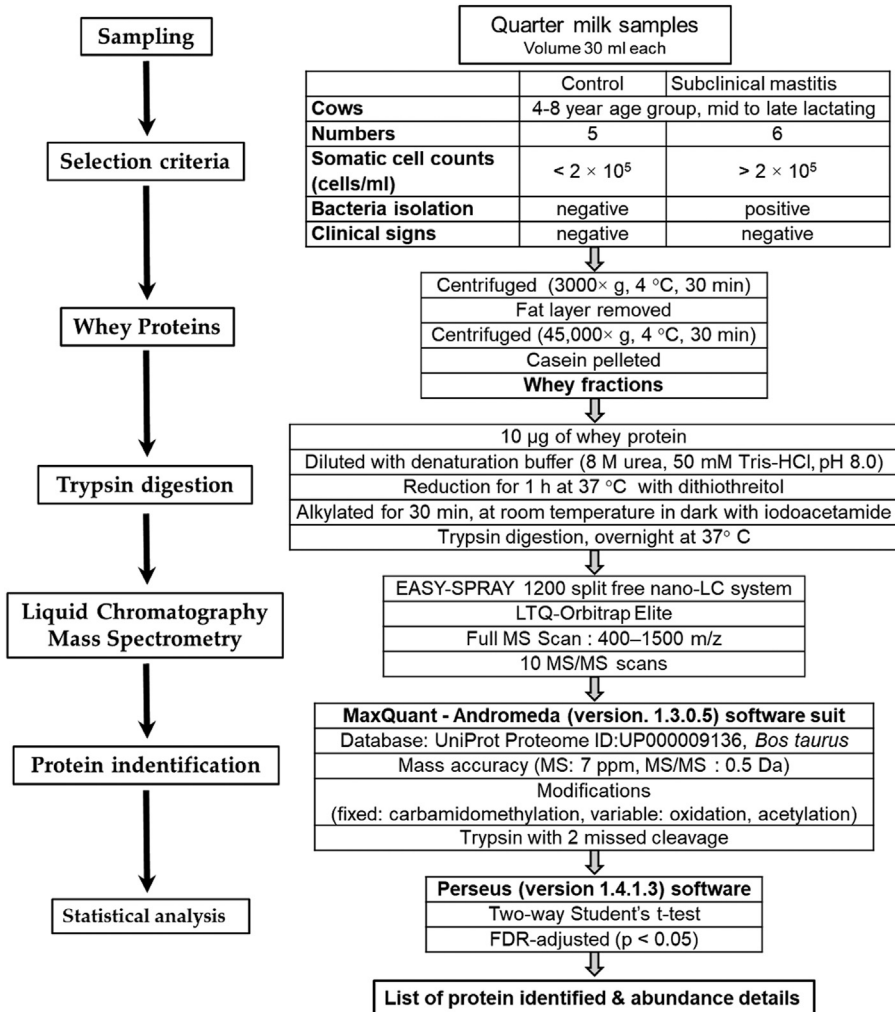 Sampling
Selection criteria
Whey Proteins
Trypsin digestion
Liquid Chromatography
Mass Spectrometry
Protein indentification
Statistical analysis
Quarter milk samples
Volume 30 ml each
Control Subclinical mastitis
Cows 4-8 year age group, mid to late lactating
Numbers 5 6
Somatic cell counts
(cells/ml) < 2 × 10⁵ > 2 × 10⁵
Bacteria isolation negative positive
Clinical signs negative negative
Centrifuged (3000× g, 4 °C, 30 min)
Fat layer removed
Centrifuged (45,000× g, 4 °C, 30 min)
Casein pelleted
Whey fractions
10 µg of whey protein
Diluted with denaturation buffer (8 M urea, 50 mM Tris-HCl, pH 8.0)
Reduction for 1 h at 37 °C with dithiothreitol
Alkylated for 30 min, at room temperature in dark with iodoacetamide
Trypsin digestion, overnight at 37° C
EASY-SPRAY 1200 split free nano-LC system
LTQ-Orbitrap Elite
Full MS Scan : 400–1500 m/z
10 MS/MS scans
MaxQuant - Andromeda (version. 1.3.0.5) software suit
Database: UniProt Proteome ID:UP000009136, Bos taurus
Mass accuracy (MS: 7 ppm, MS/MS : 0.5 Da)
Modifications
(fixed: carbamidomethylation, variable: oxidation, acetylation)
Trypsin with 2 missed cleavage
Perseus (version 1.4.1.3) software
Two-way Student's t-test
FDR-adjusted (p < 0.05)
List of protein identified & abundance details